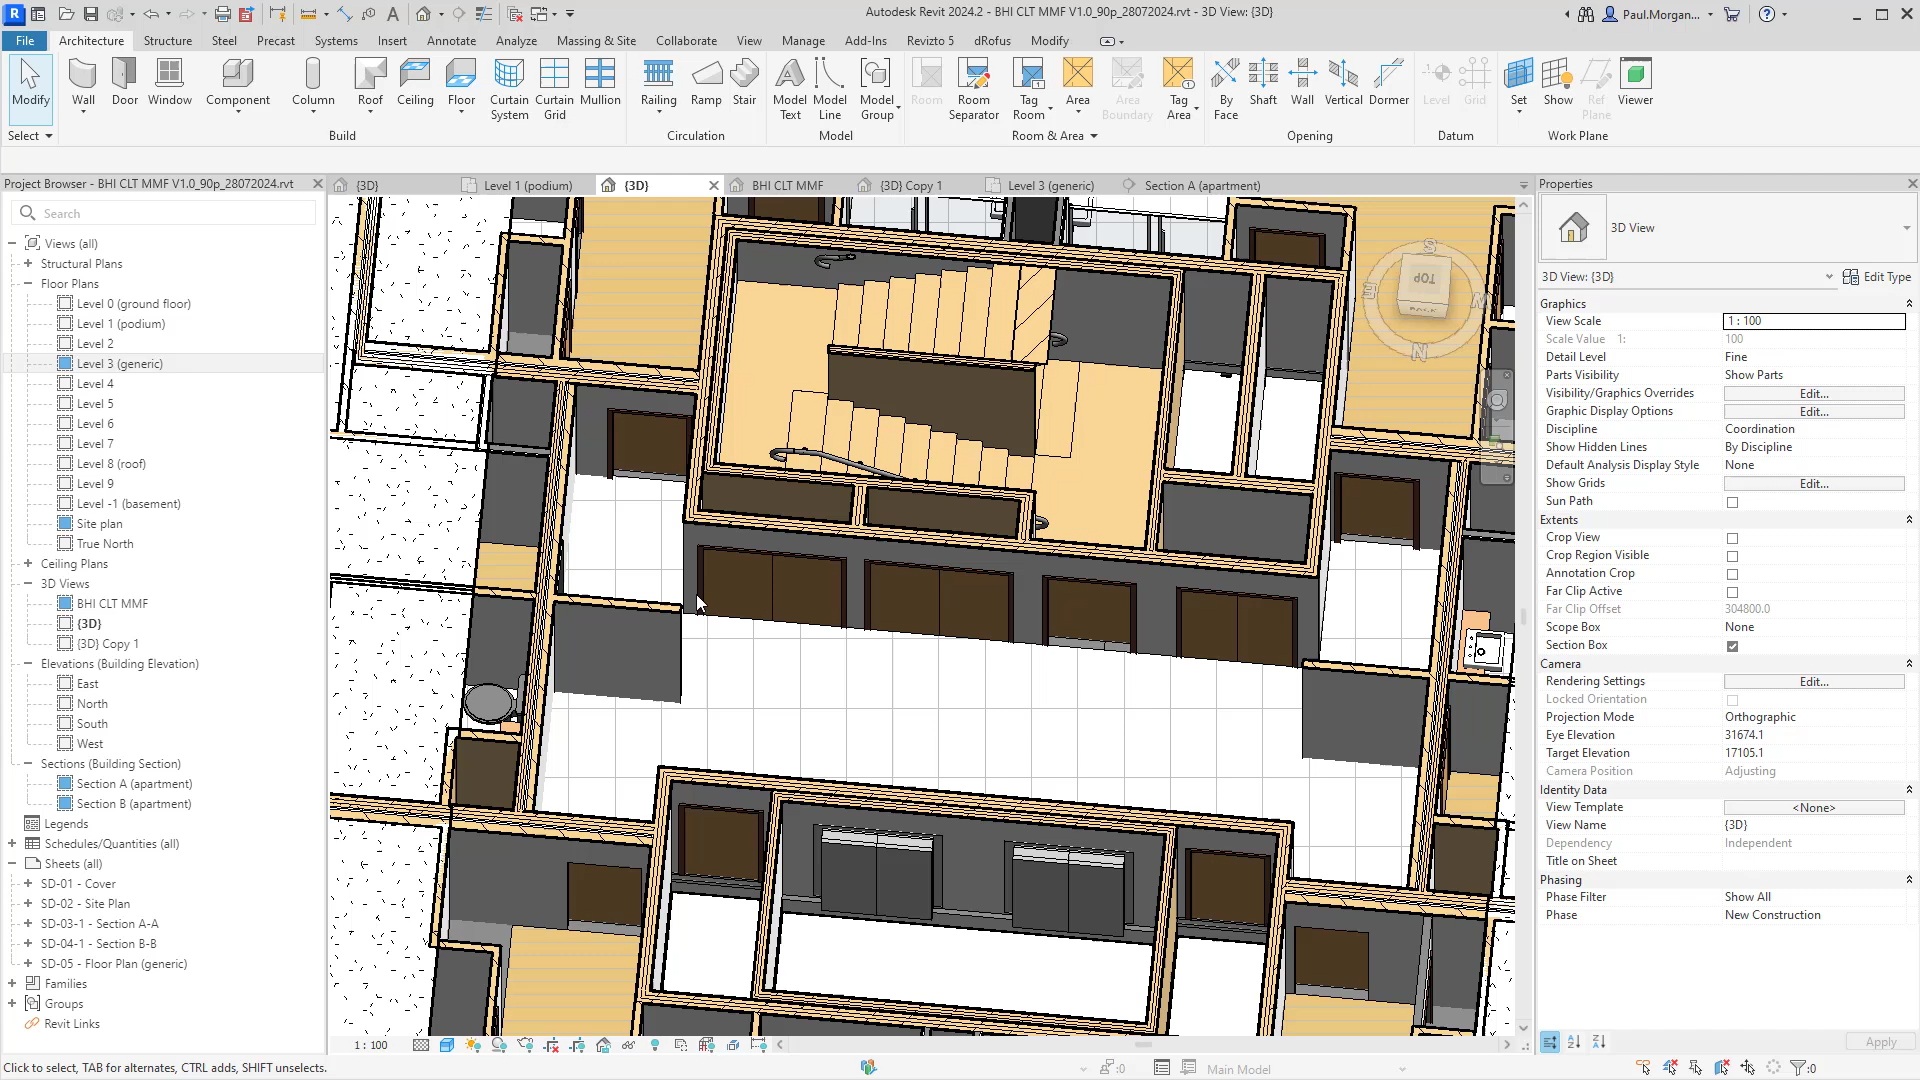 Autodesk Revit 2024.2 - BHI CLT MMF V1.0_90p_28072024.rvt - 3D View: {3D}
Paul.Morgan...
File Architecture Structure Steel Precast Systems Insert Annotate Analyze Massing & Site Collaborate View Manage Add-Ins Revizto 5 dRofus Modify
Modify Wall Door Window Component Column Roof Ceiling Floor Curtain System Curtain Grid Mullion Railing Ramp Stair Model Text Model Line Model Group Room Room Separator Tag Room Area Area Boundary Tag Area By Face Shaft Wall Vertical Dormer Level Grid Set Show Ref Plane Viewer
Select Build Circulation Model Room & Area Opening Datum Work Plane
Project Browser - BHI CLT MMF V1.0_90p_28072024.rvt
Search
Views (all)
Structural Plans
Floor Plans
Level 0 (ground floor)
Level 1 (podium)
Level 2
Level 3 (generic)
Level 4
Level 5
Level 6
Level 7
Level 8 (roof)
Level 9
Level -1 (basement)
Site plan
True North
Ceiling Plans
3D Views
BHI CLT MMF
{3D}
{3D} Copy 1
Elevations (Building Elevation)
East
North
South
West
Sections (Building Section)
Section A (apartment)
Section B (apartment)
Legends
Schedules/Quantities (all)
Sheets (all)
SD-01 - Cover
SD-02 - Site Plan
SD-03-1 - Section A-A
SD-04-1 - Section B-B
SD-05 - Floor Plan (generic)
Families
Groups
Revit Links
{3D} Level 1 (podium) {3D} BHI CLT MMF {3D} Copy 1 Level 3 (generic) Section A (apartment)
S
TOP
BACK
E
N
1 : 100
Properties
3D View
3D View: {3D} Edit Type
Graphics
View Scale 1 : 100
Scale Value 1: 100
Detail Level Fine
Parts Visibility Show Parts
Visibility/Graphics Overrides Edit...
Graphic Display Options Edit...
Discipline Coordination
Show Hidden Lines By Discipline
Default Analysis Display Style None
Show Grids Edit...
Sun Path
Extents
Crop View
Crop Region Visible
Annotation Crop
Far Clip Active
Far Clip Offset 304800.0
Scope Box None
Section Box
Camera
Rendering Settings Edit...
Locked Orientation
Projection Mode Orthographic
Eye Elevation 31674.1
Target Elevation 17105.1
Camera Position Adjusting
Identity Data
View Template <None>
View Name {3D}
Dependency Independent
Title on Sheet
Phasing
Phase Filter Show All
Phase New Construction
Apply
Click to select, TAB for alternates, CTRL adds, SHIFT unselects.
:0
Main Model
:0